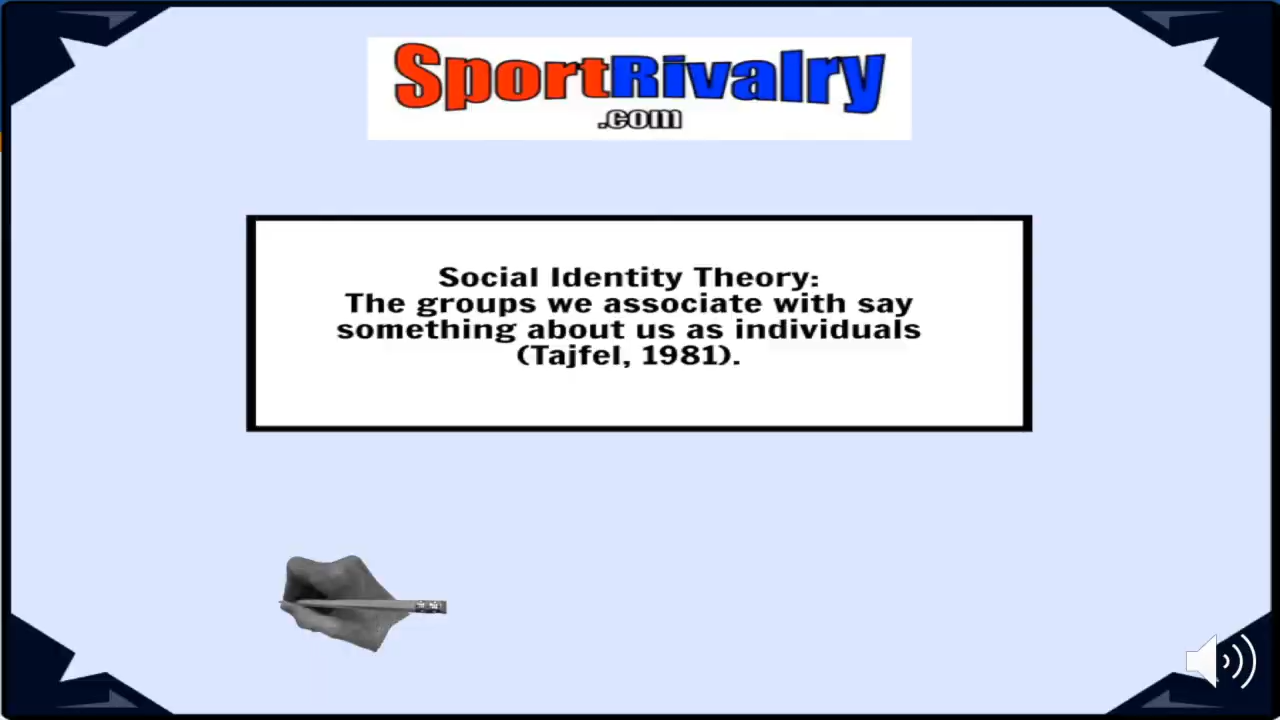 SportRivalry
.com
Social Identity Theory:
The groups we associate with say
something about us as individuals
(Tajfel, 1981).